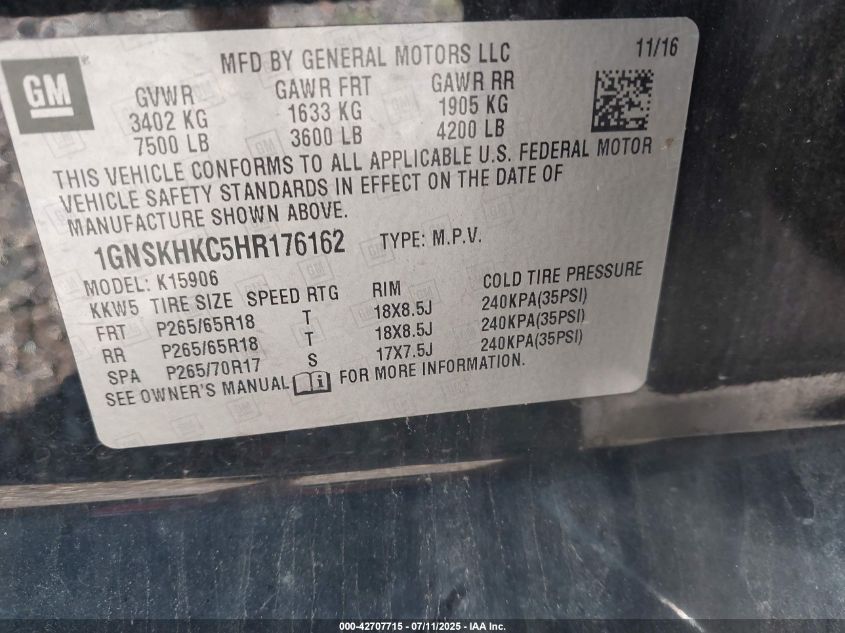 GM
MFD BY GENERAL MOTORS LLC
11/16
GVWR GAWR FRT GAWR RR
3402 KG 1633 KG 1905 KG
7500 LB 3600 LB 4200 LB
THIS VEHICLE CONFORMS TO ALL APPLICABLE U.S. FEDERAL MOTOR
VEHICLE SAFETY STANDARDS IN EFFECT ON THE DATE OF
MANUFACTURE SHOWN ABOVE.
1GNSKHKC5HR176162 TYPE: M.P.V.
MODEL: K15906
KKW5 TIRE SIZE SPEED RTG RIM COLD TIRE PRESSURE
FRT P265/65R18 T 18X8.5J 240KPA(35PSI)
RR P265/65R18 T 18X8.5J 240KPA(35PSI)
SPA P265/70R17 S 17X7.5J 240KPA(35PSI)
SEE OWNER'S MANUAL FOR MORE INFORMATION.
000-42707715 - 07/11/2025 - IAA Inc.